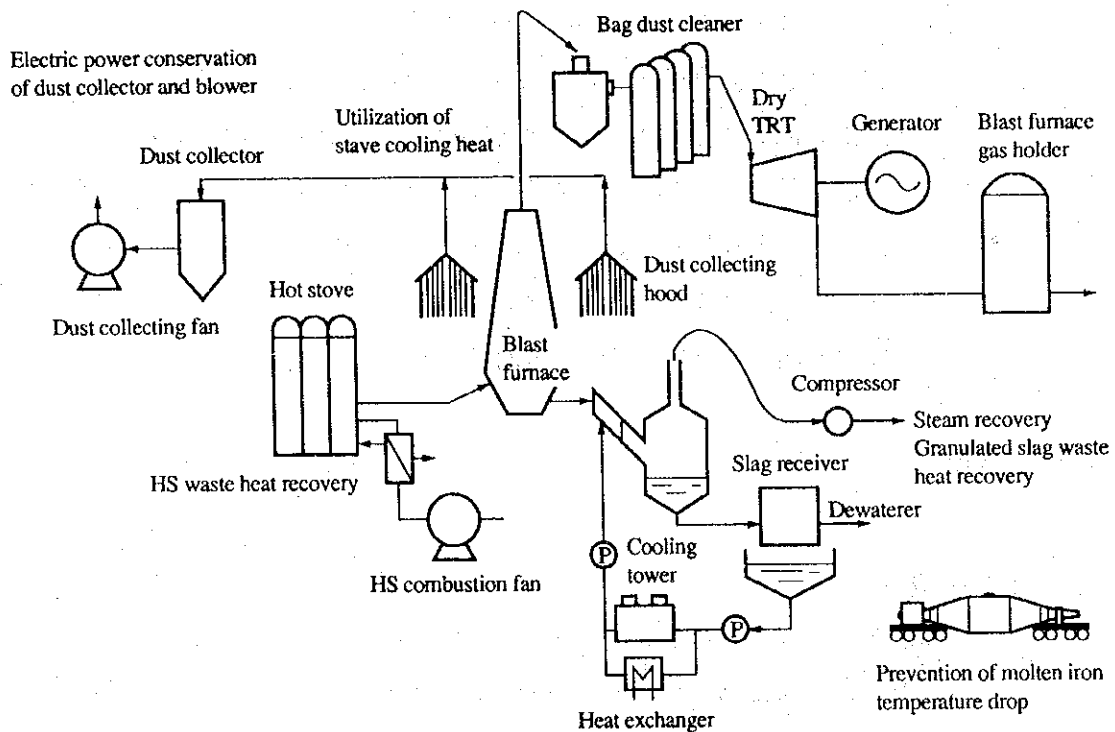 Bag dust cleaner
Electric power conservation
of dust collector and blower
Dry
TRT
Generator
Blast furnace
gas holder
Utilization of
stave cooling heat
Dust collector
Dust collecting
hood
Hot stove
Dust collecting fan
Blast
furnace
Compressor
Steam recovery
Granulated slag waste
heat recovery
Slag receiver
HS waste heat recovery
Dewaterer
P
Cooling
tower
HS combustion fan
P
Prevention of molten iron
temperature drop
Heat exchanger